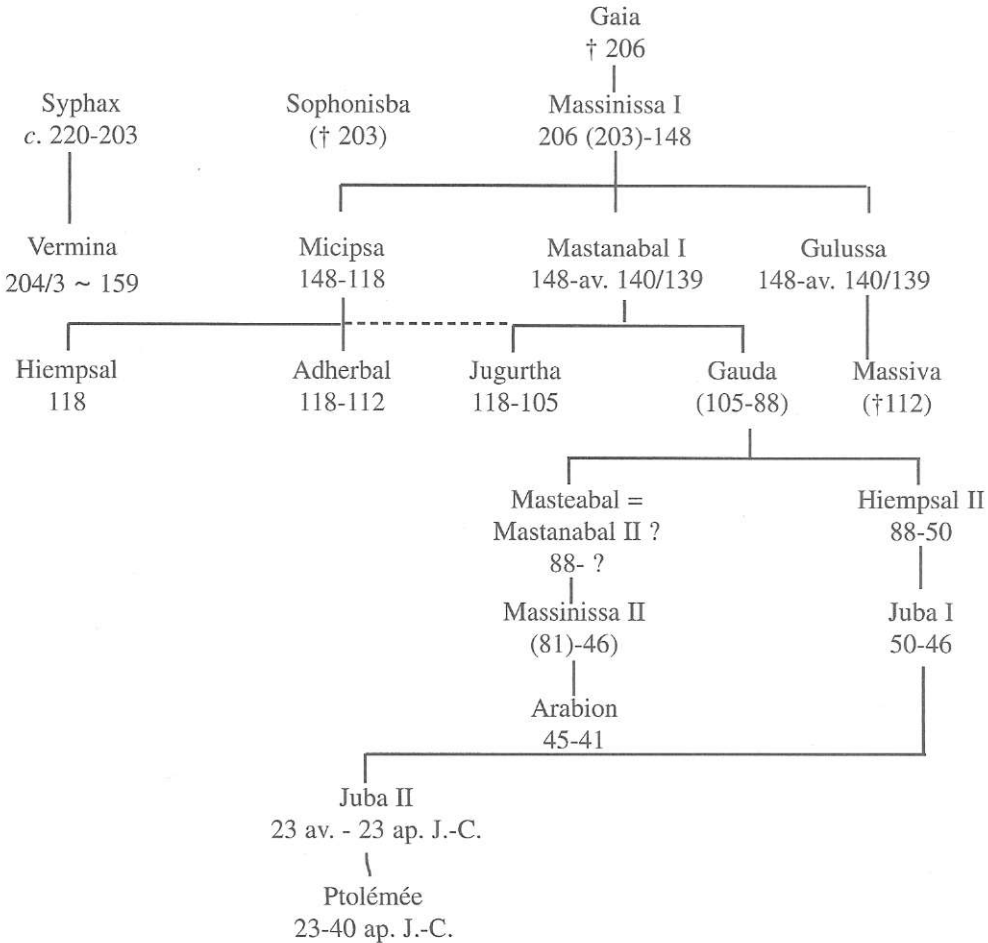 Gaia
† 206
Syphax
c. 220-203
Sophonisba
(† 203)
Massinissa I
206 (203)-148
Vermina
204/3 ~ 159
Micipsa
148-118
Mastanabal I
148-av. 140/139
Gulussa
148-av. 140/139
Hiempsal
118
Adherbal
118-112
Jugurtha
118-105
Gauda
(105-88)
Massiva
(†112)
Masteabal =
Mastanabal II ?
88- ?
Hiempsal II
88-50
Massinissa II
(81)-46)
Juba I
50-46
Arabion
45-41
Juba II
23 av. - 23 ap. J.-C.
Ptolémée
23-40 ap. J.-C.